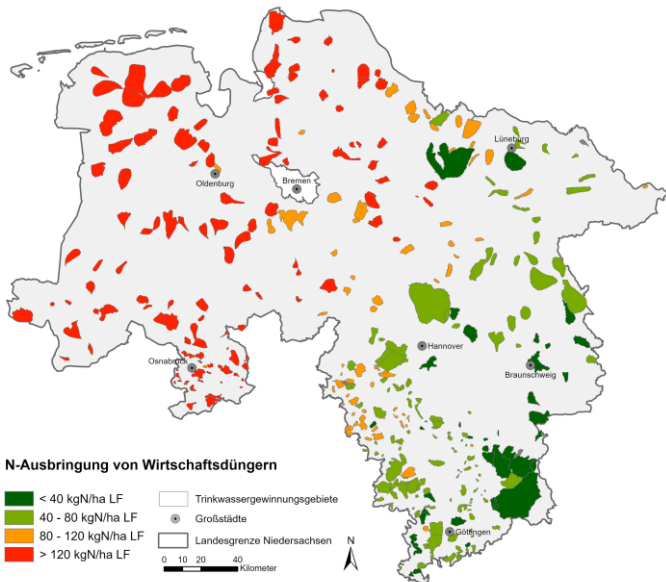 Lüneburg
Oldenburg
Bremen
Hannover
Osnabrück
Braunschweig
Göttingen
N-Ausbringung von Wirtschaftsdüngern
< 40 kgN/ha LF
40 - 80 kgN/ha LF
80 - 120 kgN/ha LF
> 120 kgN/ha LF
Trinkwassergewinnungsgebiete
Großstädte
Landesgrenze Niedersachsen
0 10 20 40
Kilometer
N